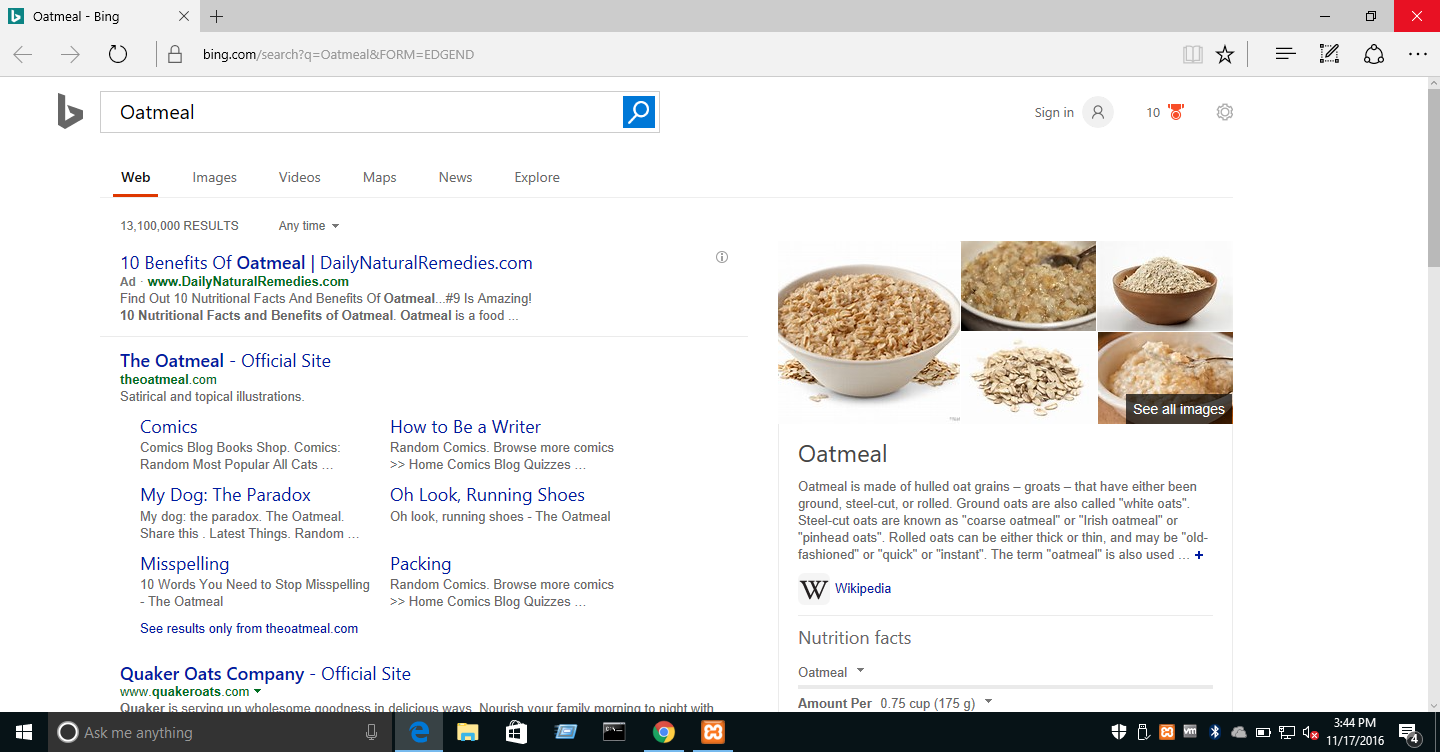 Oatmeal - Bing
bing.com/search?q=Oatmeal&FORM=EDGEND
Oatmeal
Sign in
10
Web Images Videos Maps News Explore
13,100,000 RESULTS Any time
10 Benefits Of Oatmeal | DailyNaturalRemedies.com
Ad · www.DailyNaturalRemedies.com
Find Out 10 Nutritional Facts And Benefits Of Oatmeal...#9 Is Amazing!
10 Nutritional Facts and Benefits of Oatmeal. Oatmeal is a food ...
The Oatmeal - Official Site
theoatmeal.com
Satirical and topical illustrations.
Comics
Comics Blog Books Shop. Comics:
Random Most Popular All Cats ...
How to Be a Writer
Random Comics. Browse more comics
>> Home Comics Blog Quizzes ...
My Dog: The Paradox
My dog: the paradox. The Oatmeal.
Share this . Latest Things. Random ...
Oh Look, Running Shoes
Oh look, running shoes - The Oatmeal
Misspelling
10 Words You Need to Stop Misspelling
- The Oatmeal
Packing
Random Comics. Browse more comics
>> Home Comics Blog Quizzes ...
See results only from theoatmeal.com
Quaker Oats Company - Official Site
www.quakeroats.com
Quaker is serving up wholesome goodness in delicious ways. Nourish your family morning to night with
See all images
Oatmeal
Oatmeal is made of hulled oat grains – groats – that have either been
ground, steel-cut, or rolled. Ground oats are also called "white oats".
Steel-cut oats are known as "coarse oatmeal" or "Irish oatmeal" or
"pinhead oats". Rolled oats can be either thick or thin, and may be "old-
fashioned" or "quick" or "instant". The term "oatmeal" is also used ... +
W Wikipedia
Nutrition facts
Oatmeal
Amount Per 0.75 cup (175 g)
Ask me anything
vm
3:44 PM
11/17/2016
4